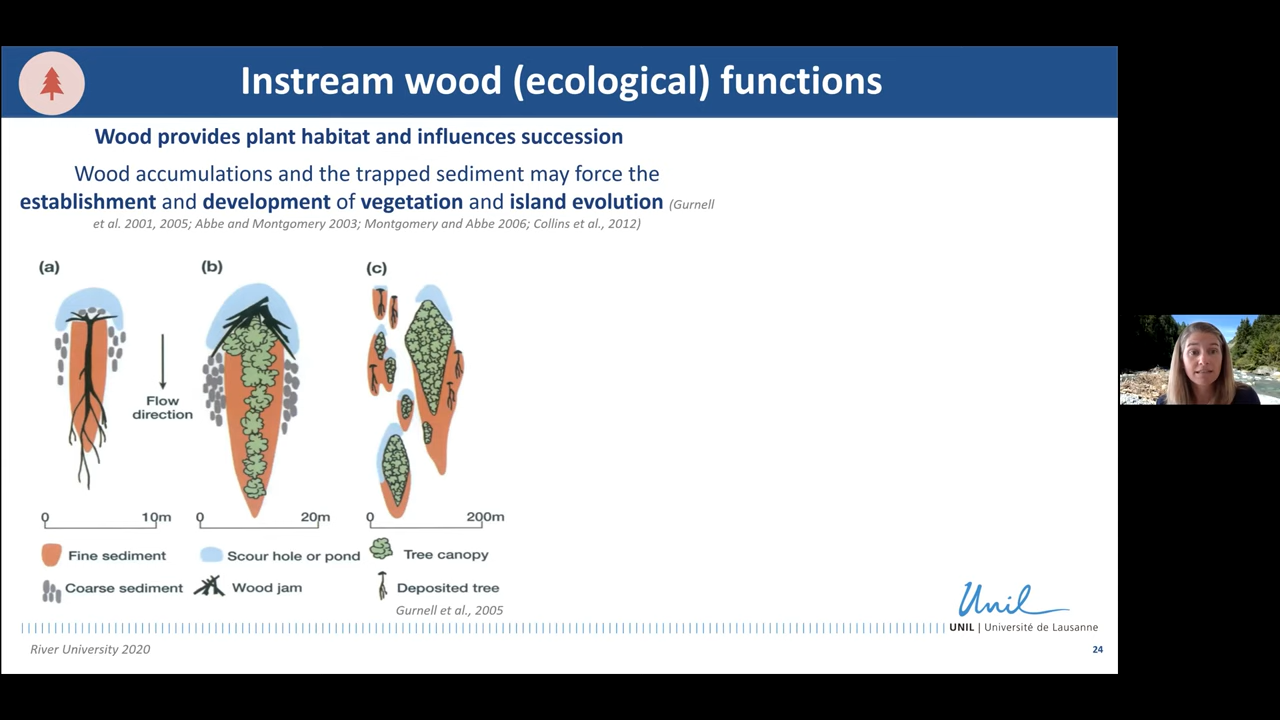 Instream wood (ecological) functions
Wood provides plant habitat and influences succession
Wood accumulations and the trapped sediment may force the
establishment and development of vegetation and island evolution (Gurnell
et al. 2001, 2005; Abbe and Montgomery 2003; Montgomery and Abbe 2006; Collins et al., 2012)
(a)
(b)
(c)
Flow
direction
0 10m
0 20m
0 200m
Fine sediment
Scour hole or pond
Tree canopy
Coarse sediment
Wood jam
Deposited tree
Gurnell et al., 2005
Unil
UNIL | Université de Lausanne
River University 2020
24